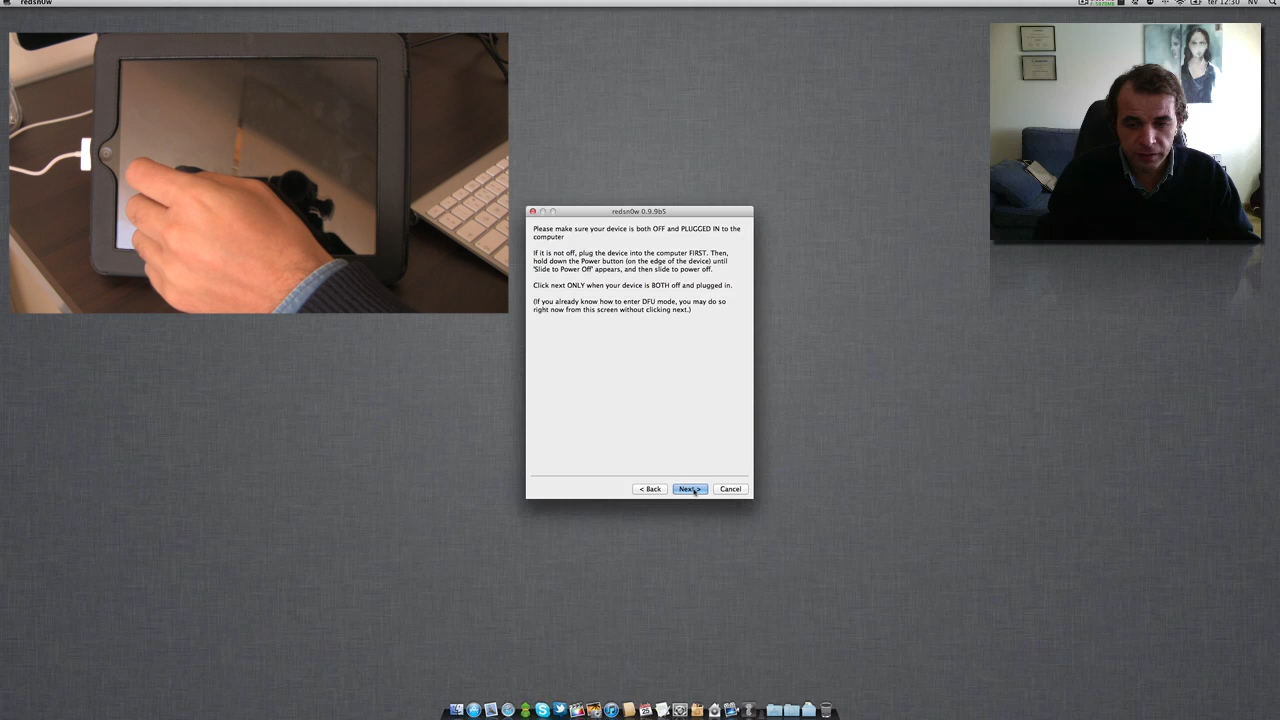 redsn0w
ter 12:30
NV
redsn0w 0.9.9b5
Please make sure your device is both OFF and PLUGGED IN to the
computer
If it is not off, plug the device into the computer FIRST. Then,
hold down the Power button (on the edge of the device) until
'Slide to Power Off' appears, and then slide to power off.
Click next ONLY when your device is BOTH off and plugged in.
(If you already know how to enter DFU mode, you may do so
right now from this screen without clicking next.)
< Back
Next >
Cancel